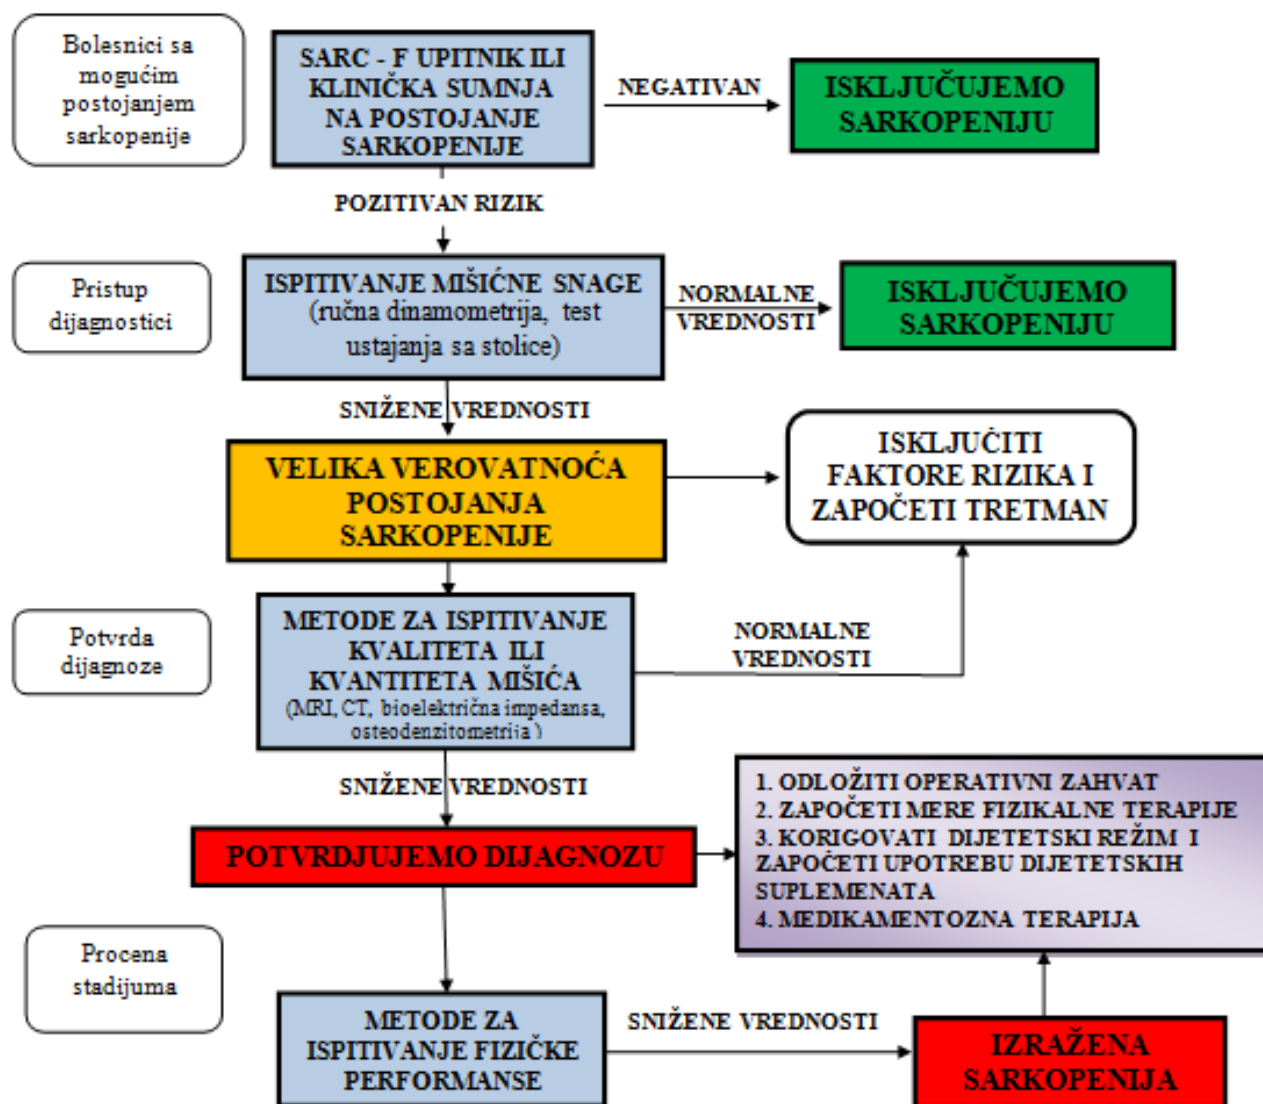 Bolesnici sa
mogućim
postojanjem
sarkopenije
SARC - F UPITNIK ILI
KLINIČKA SUMNJA
NA POSTOJANJE
SARKOPENIJE
NEGATIVAN
ISKLJUČUJEMO
SARKOPENIJU
POZITIVAN RIZIK
Pristup
dijagnostici
ISPITIVANJE MIŠIĆNE SNAGE
(ručna dinamometrija, test
ustajanja sa stolice)
NORMALNE
VREDNOSTI
ISKLJUČUJEMO
SARKOPENIJU
SNIŽENE VREDNOSTI
VELIKA VEROVATNOĆA
POSTOJANJA
SARKOPENIJE
ISKLJUČITI
FAKTORE RIZIKA I
ZAPOČETI TRETMAN
Potvrda
dijagnoze
METODE ZA ISPITIVANJE
KVALITETA ILI
KVANTITETA MIŠIĆA
(MRI, CT, bioelektrična impedansa,
osteodenzitometrija )
NORMALNE
VREDNOSTI
SNIŽENE VREDNOSTI
POTVRDJUJEMO DIJAGNOZU
1. ODLOŽITI OPERATIVNI ZAHVAT
2. ZAPOČETI MERE FIZIKALNE TERAPIJE
3. KORIGOVATI DIJETETSKI REŽIM I
ZAPOČETI UPOTREBU DIJETETSKIH
SUPLEMENATA
4. MEDIKAMENTOZNA TERAPIJA
Procena
stadijuma
METODE ZA
ISPITIVANJE FIZIČKE
PERFORMANSE
SNIŽENE VREDNOSTI
IZRAŽENA
SARKOPENIJA